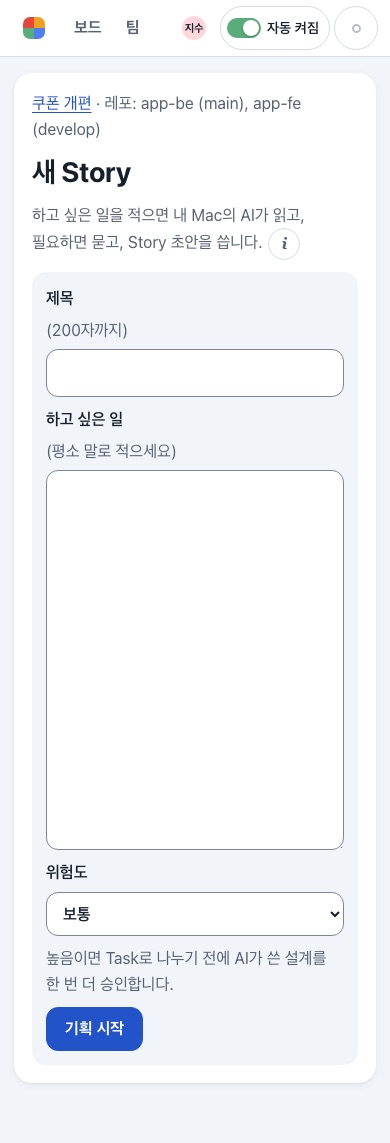 보드 팀 지수 자동 켜짐
쿠폰 개편 · 레포: app-be (main), app-fe
(develop)
새 Story
하고 싶은 일을 적으면 내 Mac의 AI가 읽고,
필요하면 묻고, Story 초안을 씁니다. i
제목
(200자까지)
하고 싶은 일
(평소 말로 적으세요)
위험도
보통
높음이면 Task로 나누기 전에 AI가 쓴 설계를
한 번 더 승인합니다.
기획 시작